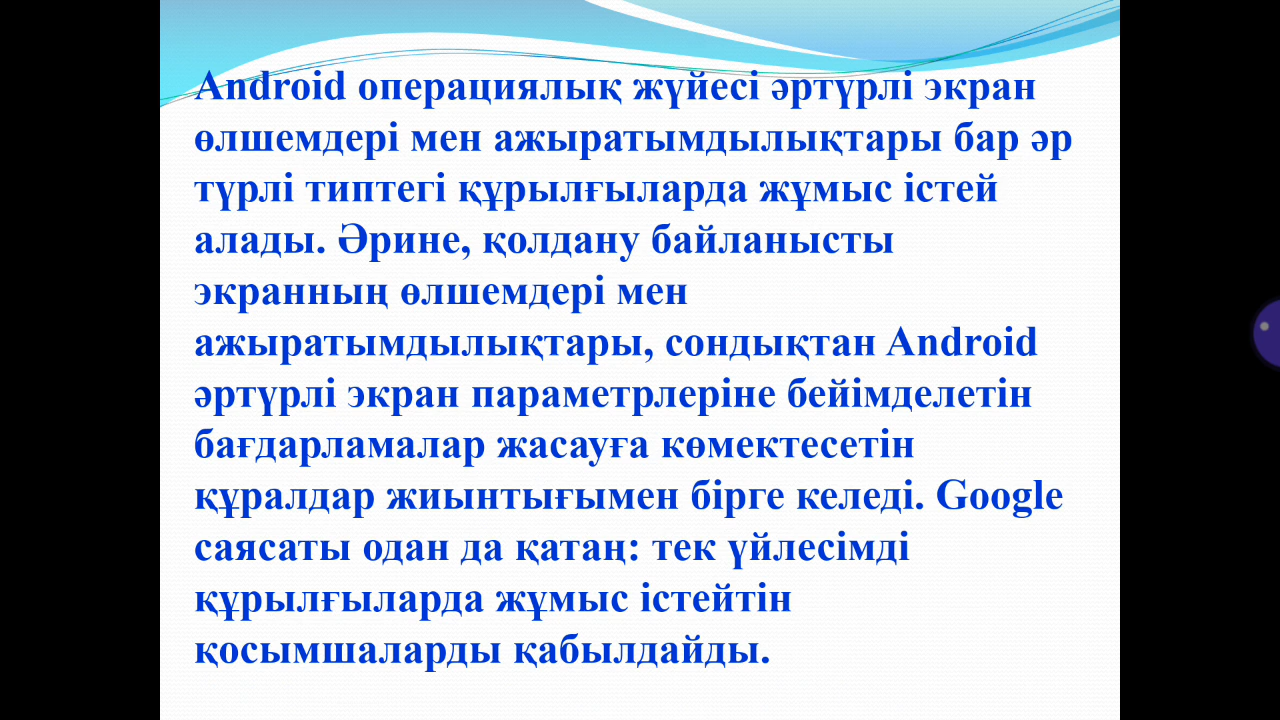 Android операциялық жүйесі әртүрлі экран
өлшемдері мен ажыратымдылықтары бар әр
түрлі типтегі құрылғыларда жұмыс істей
алады. Әрине, қолдану байланысты
экранның өлшемдері мен
ажыратымдылықтары, сондықтан Android
әртүрлі экран параметрлеріне бейімделетін
бағдарламалар жасауға көмектесетін
құралдар жиынтығымен бірге келеді. Google
саясаты одан да қатаң: тек үйлесімді
құрылғыларда жұмыс істейтін
қосымшаларды қабылдайды.